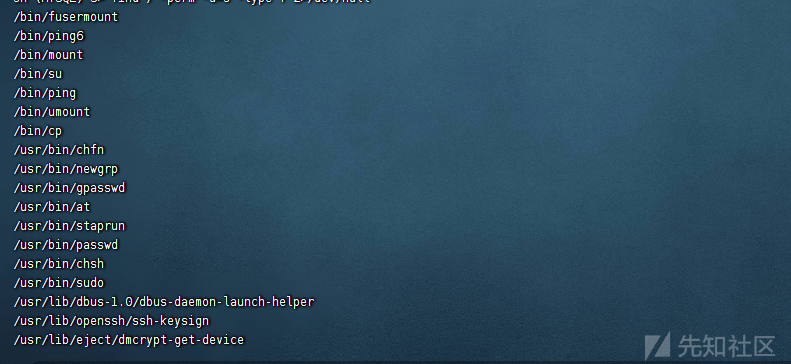 /bin/fusermount
/bin/ping6
/bin/mount
/bin/su
/bin/ping
/bin/umount
/bin/cp
/usr/bin/chfn
/usr/bin/newgrp
/usr/bin/gpasswd
/usr/bin/at
/usr/bin/staprun
/usr/bin/passwd
/usr/bin/chsh
/usr/bin/sudo
/usr/lib/dbus-1.0/dbus-daemon-launch-helper
/usr/lib/openssh/ssh-keysign
/usr/lib/eject/dmcrypt-get-device
先知社区